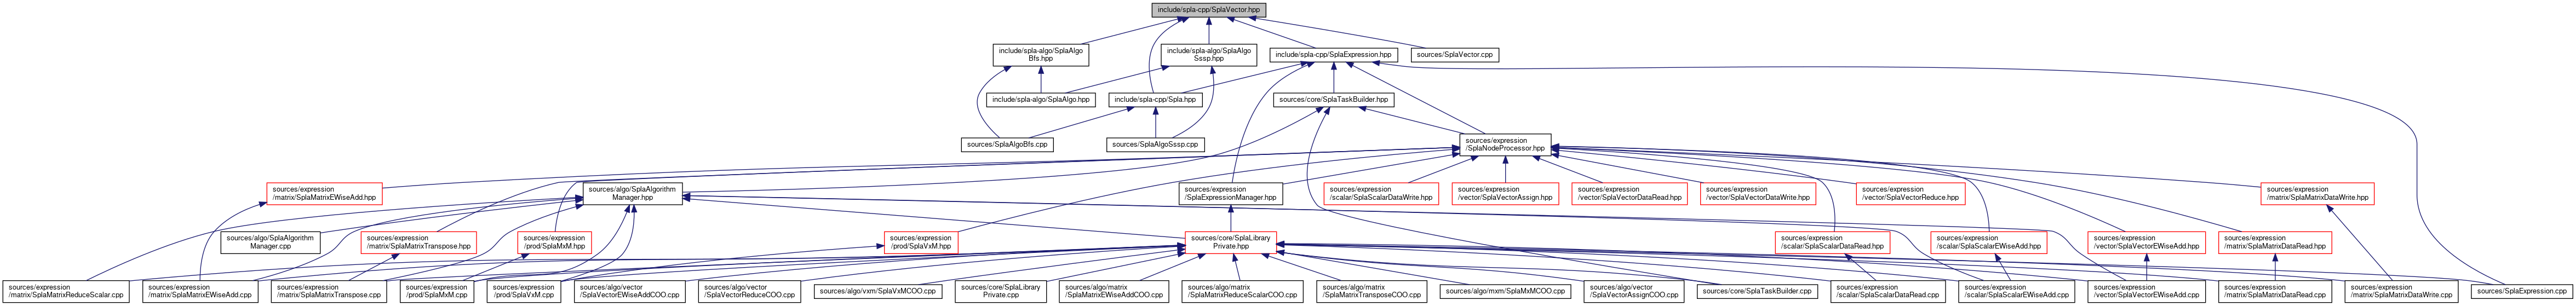 include/spla-cpp/SplaVector.hpp
include/spla-algo/SplaAlgo
Bfs.hpp
include/spla-algo/SplaAlgo
Sssp.hpp
include/spla-cpp/SplaExpression.hpp
sources/SplaVector.cpp
include/spla-algo/SplaAlgo.hpp
include/spla-cpp/Spla.hpp
sources/core/SplaTaskBuilder.hpp
sources/SplaAlgoBfs.cpp
sources/SplaAlgoSssp.cpp
sources/expression
/SplaNodeProcessor.hpp
sources/expression
/matrix/SplaMatrixEWiseAdd.hpp
sources/algo/SplaAlgorithm
Manager.hpp
sources/expression
/SplaExpressionManager.hpp
sources/expression
/scalar/SplaScalarDataWrite.hpp
sources/expression
/vector/SplaVectorAssign.hpp
sources/expression
/vector/SplaVectorDataRead.hpp
sources/expression
/vector/SplaVectorDataWrite.hpp
sources/expression
/vector/SplaVectorReduce.hpp
sources/expression
/matrix/SplaMatrixDataWrite.hpp
sources/algo/SplaAlgorithm
Manager.cpp
sources/expression
/matrix/SplaMatrixTranspose.hpp
sources/expression
/prod/SplaMxM.hpp
sources/expression
/prod/SplaVxM.hpp
sources/core/SplaLibrary
Private.hpp
sources/expression
/scalar/SplaScalarDataRead.hpp
sources/expression
/scalar/SplaScalarEWiseAdd.hpp
sources/expression
/vector/SplaVectorEWiseAdd.hpp
sources/expression
/matrix/SplaMatrixDataRead.hpp
sources/expression
/matrix/SplaMatrixReduceScalar.cpp
sources/expression
/matrix/SplaMatrixEWiseAdd.cpp
sources/expression
/matrix/SplaMatrixTranspose.cpp
sources/expression
/prod/SplaMxM.cpp
sources/expression
/prod/SplaVxM.cpp
sources/algo/vector
/SplaVectorEWiseAddCOO.cpp
sources/algo/vector
/SplaVectorReduceCOO.cpp
sources/algo/vxm/SplaVxMCOO.cpp
sources/core/SplaLibrary
Private.cpp
sources/algo/matrix
/SplaMatrixEWiseAddCOO.cpp
sources/algo/matrix
/SplaMatrixReduceScalarCOO.cpp
sources/algo/matrix
/SplaMatrixTransposeCOO.cpp
sources/algo/mxm/SplaMxMCOO.cpp
sources/algo/vector
/SplaVectorAssignCOO.cpp
sources/core/SplaTaskBuilder.cpp
sources/expression
/scalar/SplaScalarDataRead.cpp
sources/expression
/scalar/SplaScalarEWiseAdd.cpp
sources/expression
/vector/SplaVectorEWiseAdd.cpp
sources/expression
/matrix/SplaMatrixDataRead.cpp
sources/expression
/matrix/SplaMatrixDataWrite.cpp
sources/SplaExpression.cpp